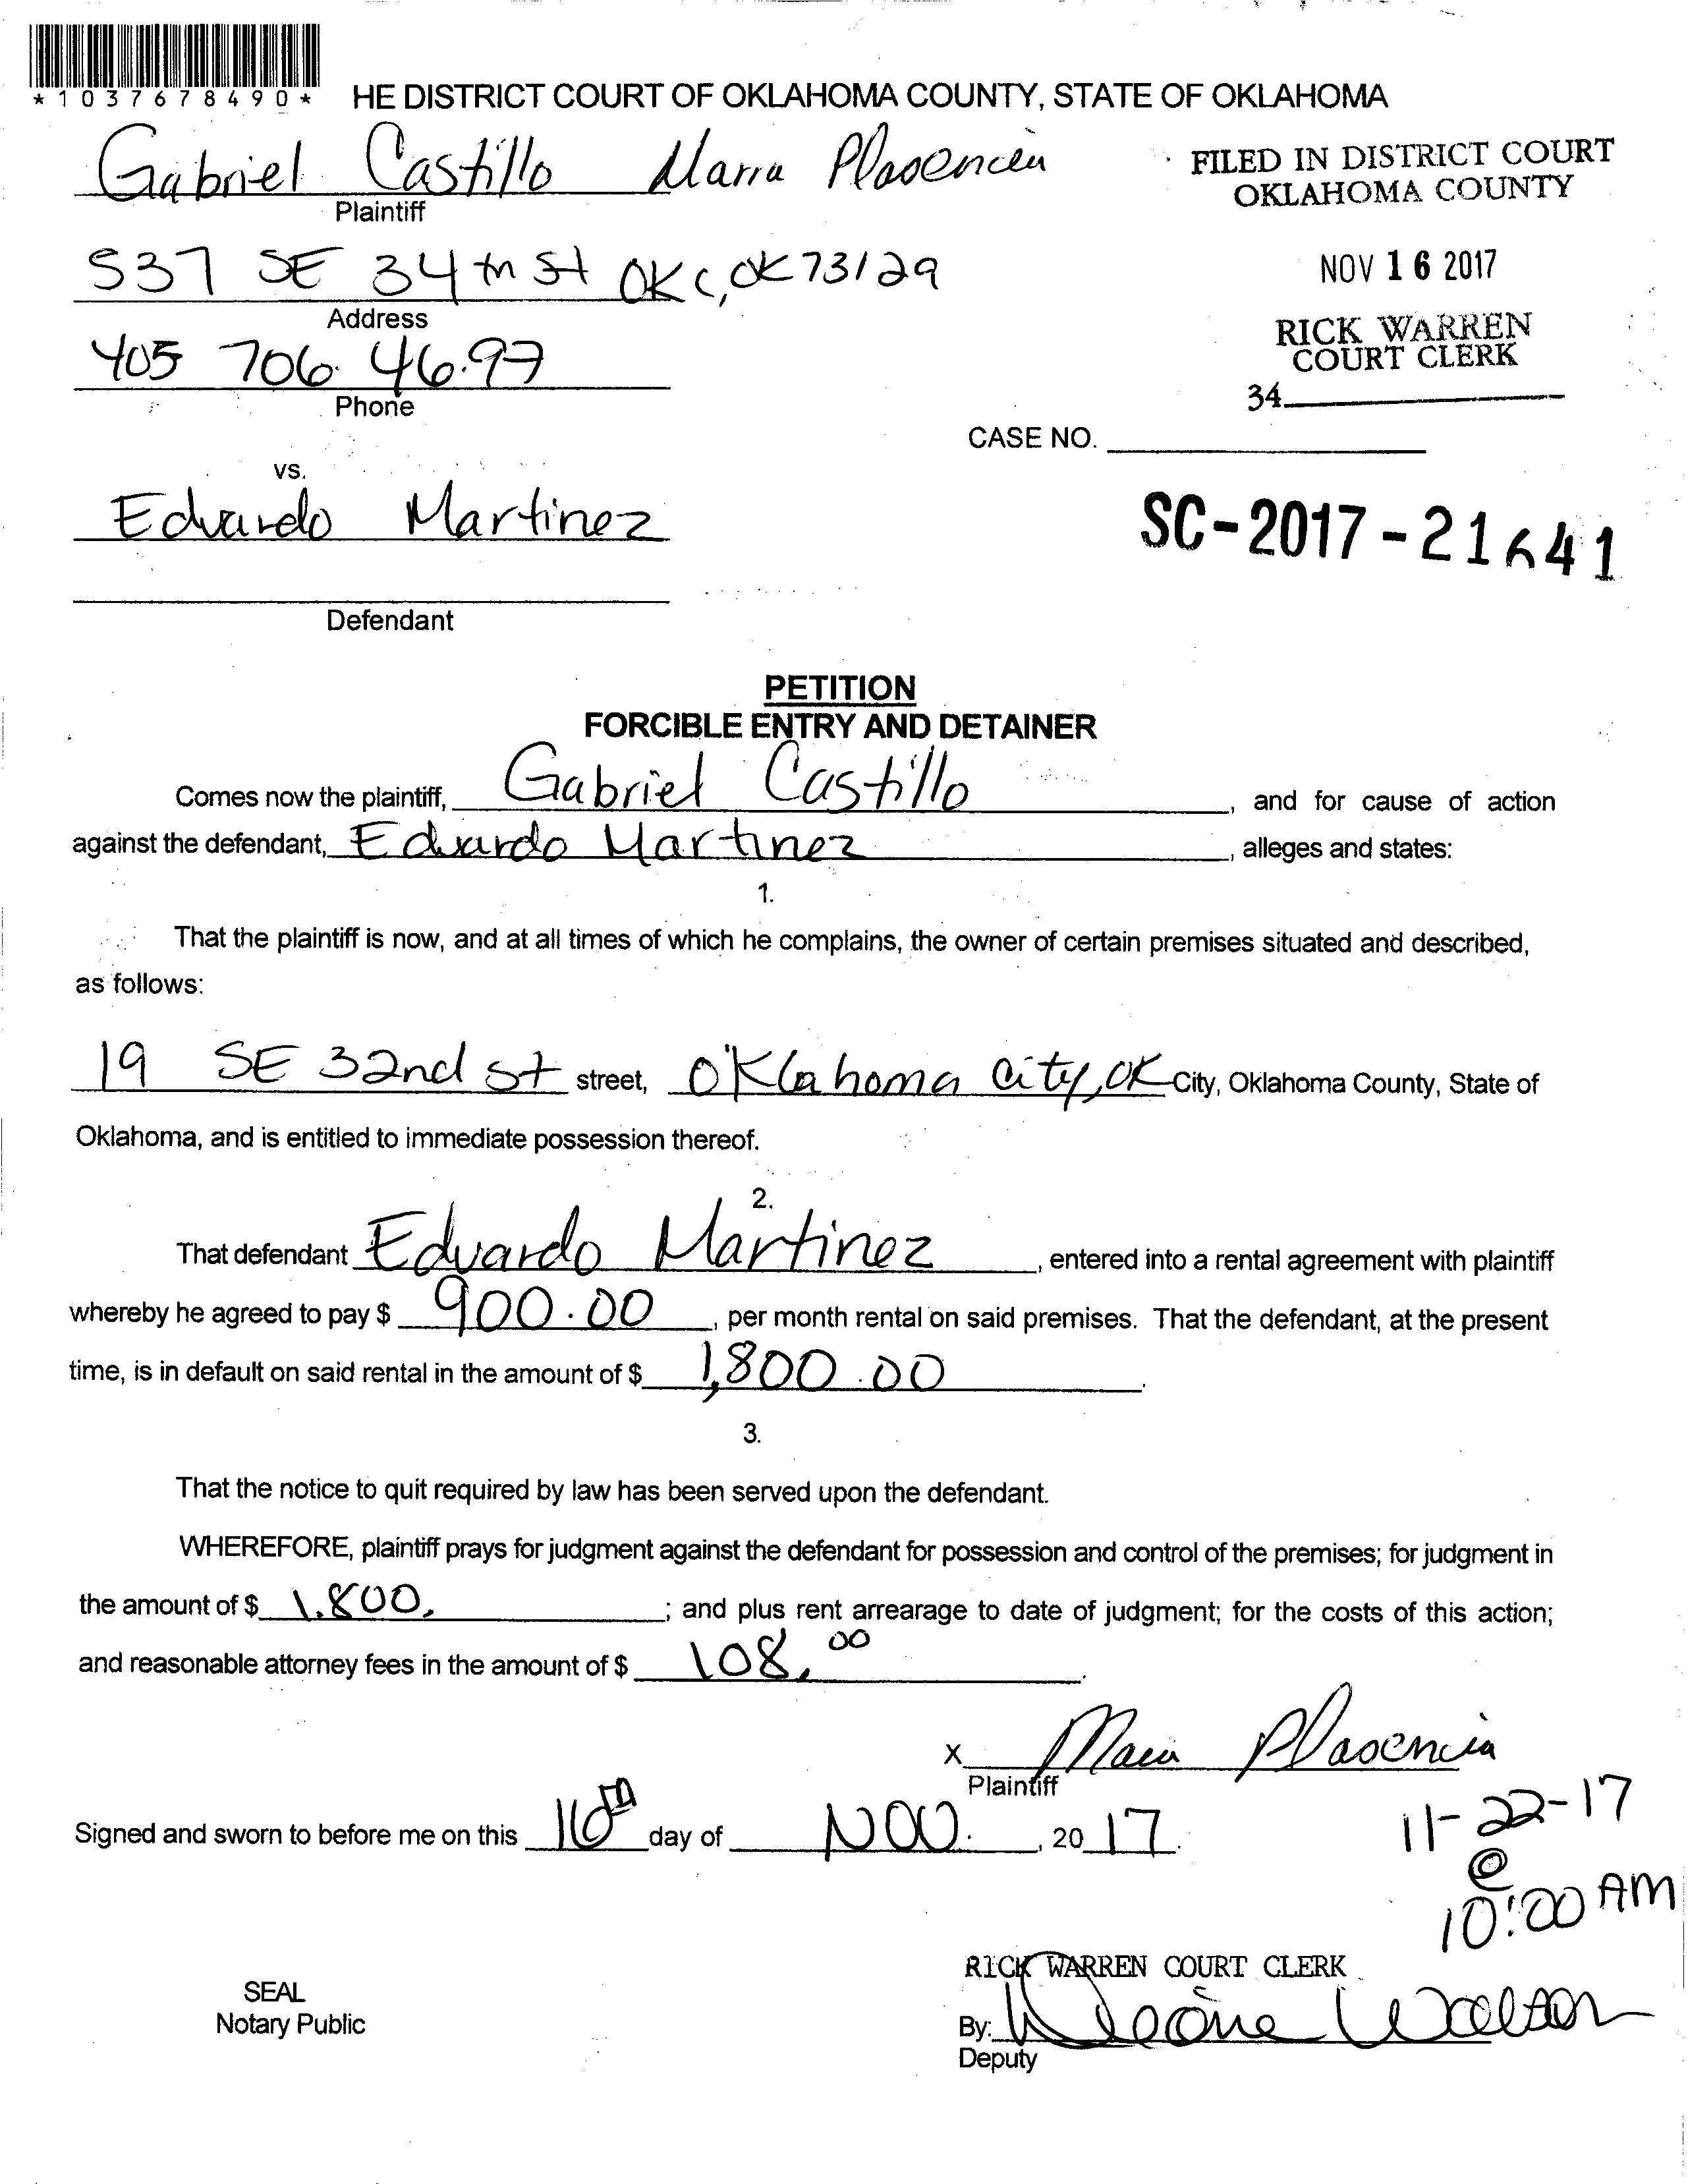 *1037678490*
HE DISTRICT COURT OF OKLAHOMA COUNTY, STATE OF OKLAHOMA
Gabriel Castillo Maria Plasencia
Plaintiff
FILED IN DISTRICT COURT
OKLAHOMA COUNTY
537 SE 34th St OKC, OK 73129
Address
NOV 16 2017
405 706 4697
Phone
RICK WARREN
COURT CLERK
34
CASE NO.
vs.
Eduardo Martinez
SC-2017-21641
Defendant
PETITION
FORCIBLE ENTRY AND DETAINER
Comes now the plaintiff, Gabriel Castillo, and for cause of action
against the defendant, Eduardo Martinez, alleges and states:
1.
That the plaintiff is now, and at all times of which he complains, the owner of certain premises situated and described,
as follows:
19 SE 32nd St street, Oklahoma City, OK City, Oklahoma County, State of
Oklahoma, and is entitled to immediate possession thereof.
2.
That defendant Eduardo Martinez, entered into a rental agreement with plaintiff
whereby he agreed to pay $ 900.00, per month rental on said premises. That the defendant, at the present
time, is in default on said rental in the amount of $ 1,800.00.
3.
That the notice to quit required by law has been served upon the defendant.
WHEREFORE, plaintiff prays for judgment against the defendant for possession and control of the premises; for judgment in
the amount of $ 1.800.; and plus rent arrearage to date of judgment; for the costs of this action;
and reasonable attorney fees in the amount of $ 108.00.
X Maria Plasencia
Plaintiff
Signed and sworn to before me on this 16th day of NOV., 2017.
11-22-17
@
10:00 AM
RICK WARREN COURT CLERK
SEAL
Notary Public
By:
Deputy